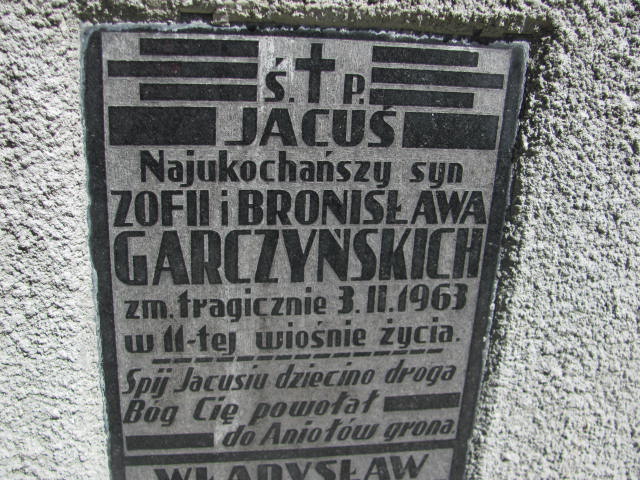 Ś. P.
JACUŚ
Najukochańszy syn
ZOFII i BRONISŁAWA
GARCZYŃSKICH
zm. tragicznie 3.II.1963
w 11-tej wiośnie życia.
Śpij Jacusiu dziecino droga
Bóg Cię powołał
do Aniołów grona.
WŁADYSŁAW